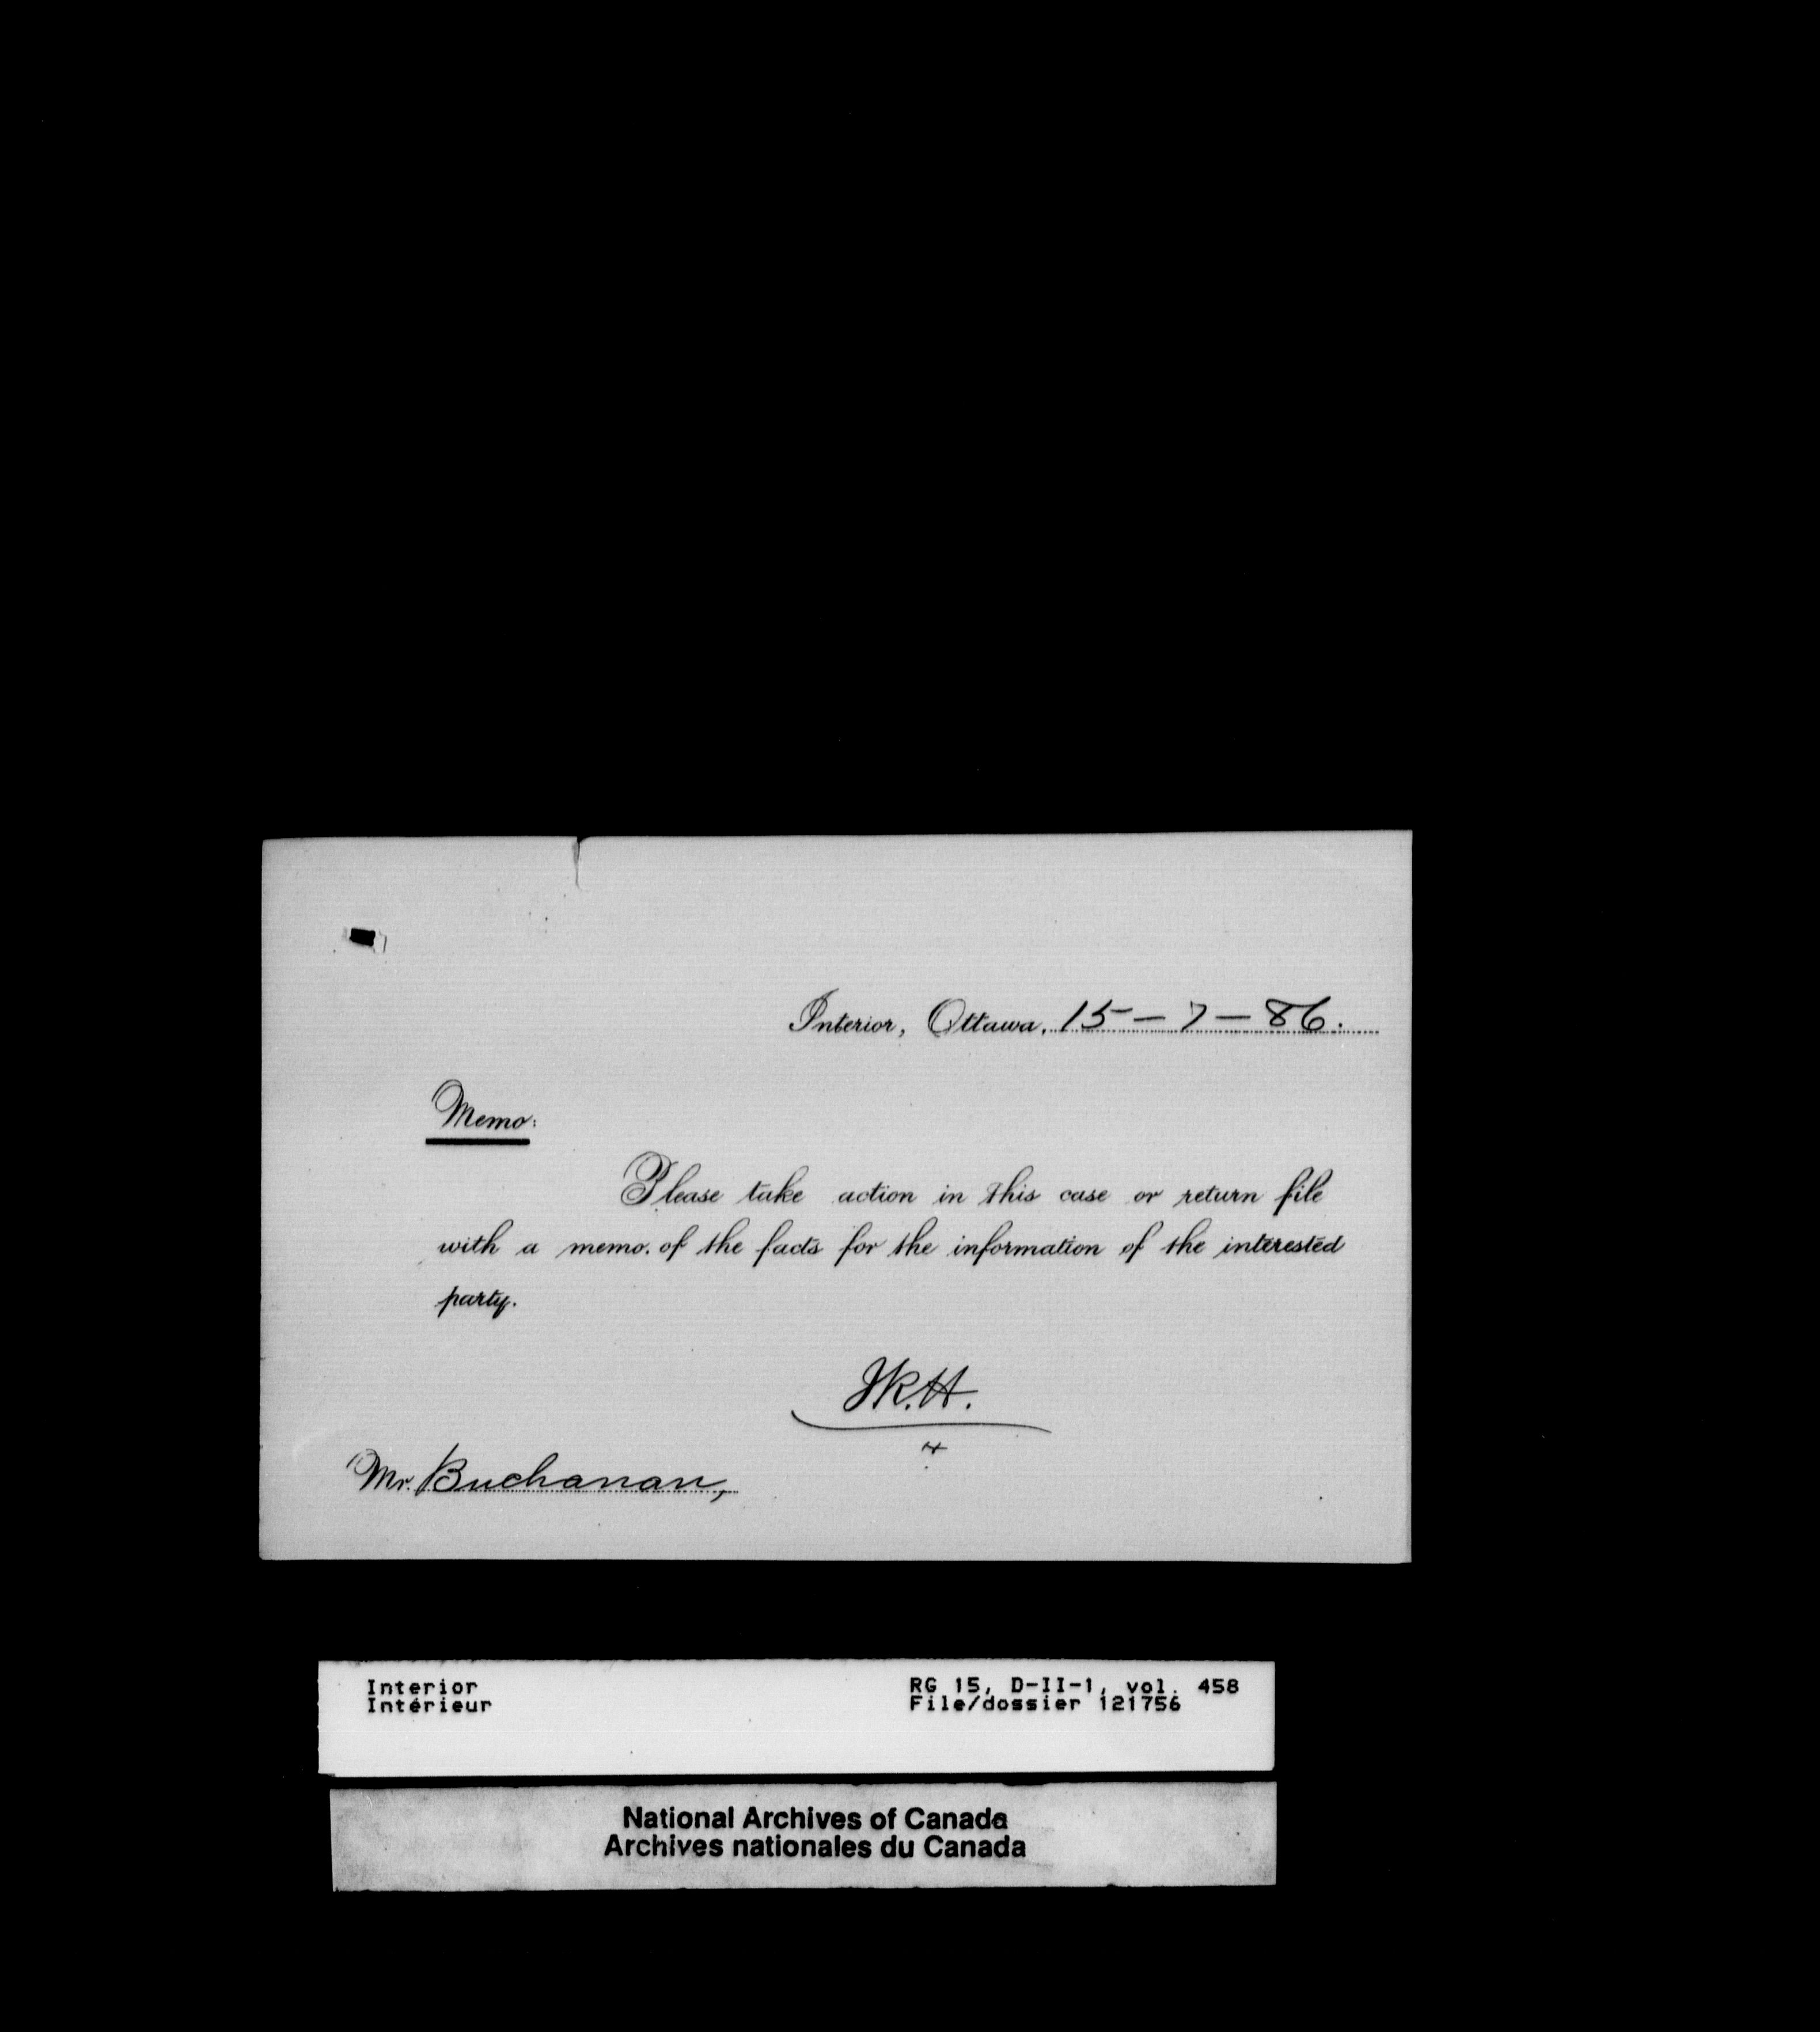 Interior, Ottawa, 15 – 7 – 86.
Memo:
Please take action in this case or return file
with a memo. of the facts for the information of the interested
party.
J.R.H.
Mr. Buchanan,
Interior RG 15, D-II-1, vol. 458
Intérieur File/dossier 121756
National Archives of Canada
Archives nationales du Canada